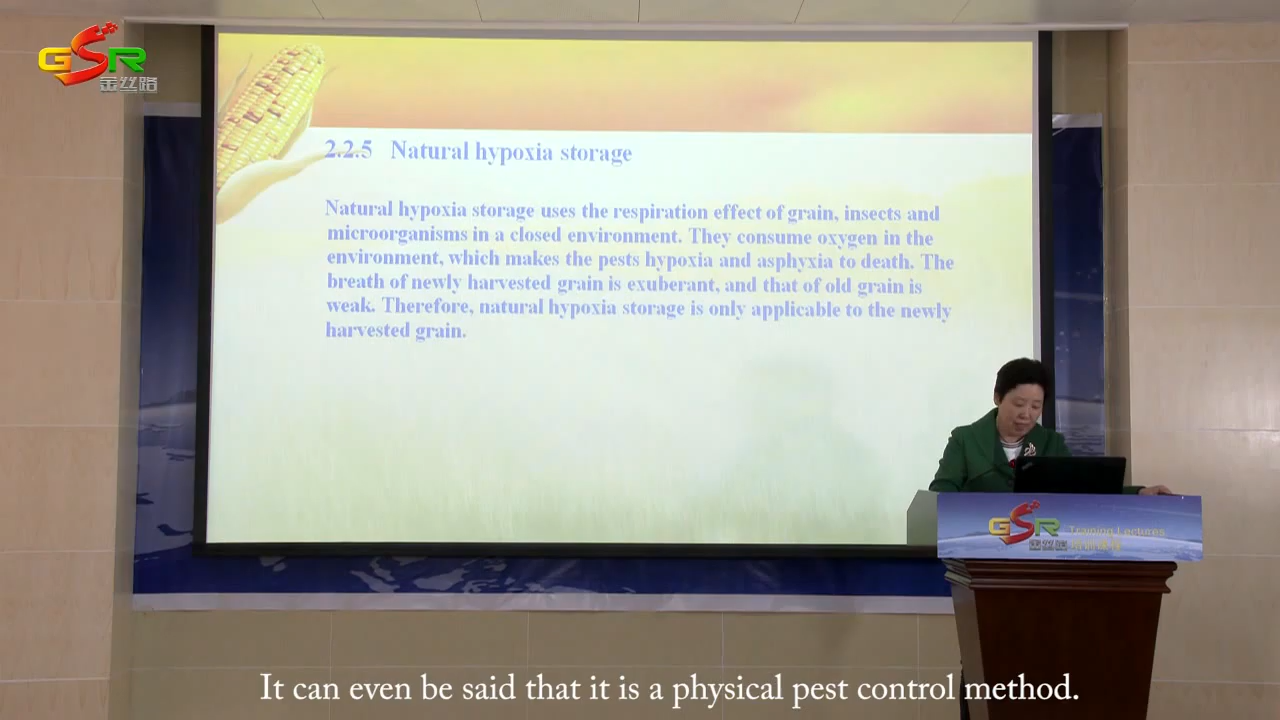 GSR
金丝路
2.2.5 Natural hypoxia storage
Natural hypoxia storage uses the respiration effect of grain, insects and
microorganisms in a closed environment. They consume oxygen in the
environment, which makes the pests hypoxia and asphyxia to death. The
breath of newly harvested grain is exuberant, and that of old grain is
weak. Therefore, natural hypoxia storage is only applicable to the newly
harvested grain.
GSR
金丝路
Training Lectures
It can even be said that it is a physical pest control method.